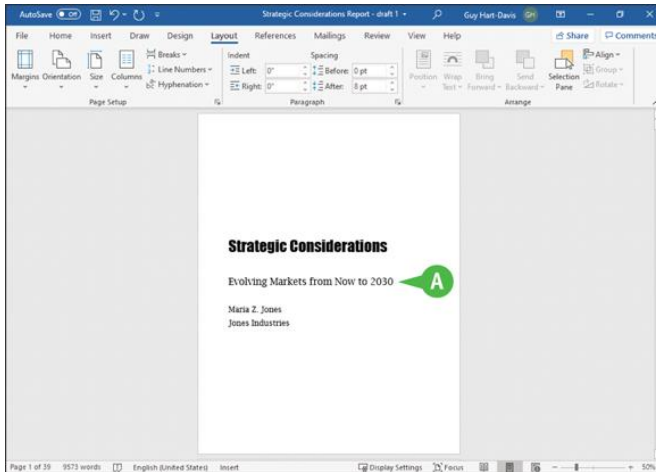 AutoSave Off Strategic Considerations Report - draft 1 Guy Hart-Davis GH
File Home Insert Draw Design Layout References Mailings Review View Help Share Comments
Margins Orientation Size Columns Breaks Line Numbers Hyphenation
Indent Spacing
Left: 0" Before: 0 pt
Right: 0" After: 8 pt
Position Wrap Text Bring Forward Send Backward Selection Pane Align Group Rotate
Page Setup Paragraph Arrange
Strategic Considerations
Evolving Markets from Now to 2030 A
Maria Z. Jones
Jones Industries
Page 1 of 39 9573 words English (United States) Insert Display Settings Focus 50%